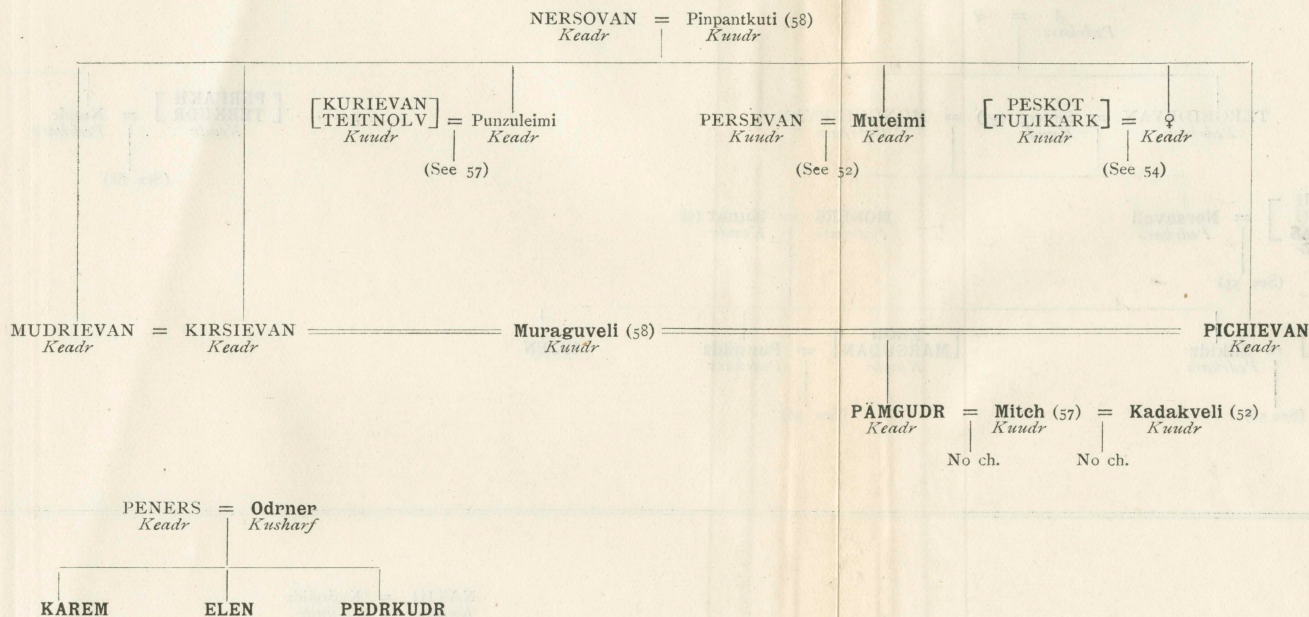 NERSOVAN = Pinpantkuti (58)
Keadr Kuudr
[KURIEVAN TEITNOLV] = Punzuleimi
Kuudr Keadr
(See 57)
PERSEVAN = Muteimi
Kuudr Keadr
(See 52)
[PESKOT TULIKARK] = ♀
Kuudr Keadr
(See 54)
MUDRIEVAN = KIRSIEVAN Muraguveli (58) PICHIEVAN
Keadr Keadr Kuudr Keadr
PÄMGUDR = Mitch (57) = Kadakveli (52)
Keadr Kuudr Kuudr
No ch. No ch.
PENERS = Odrner
Keadr Kusharf
KAREM ELEN PEDRKUDR